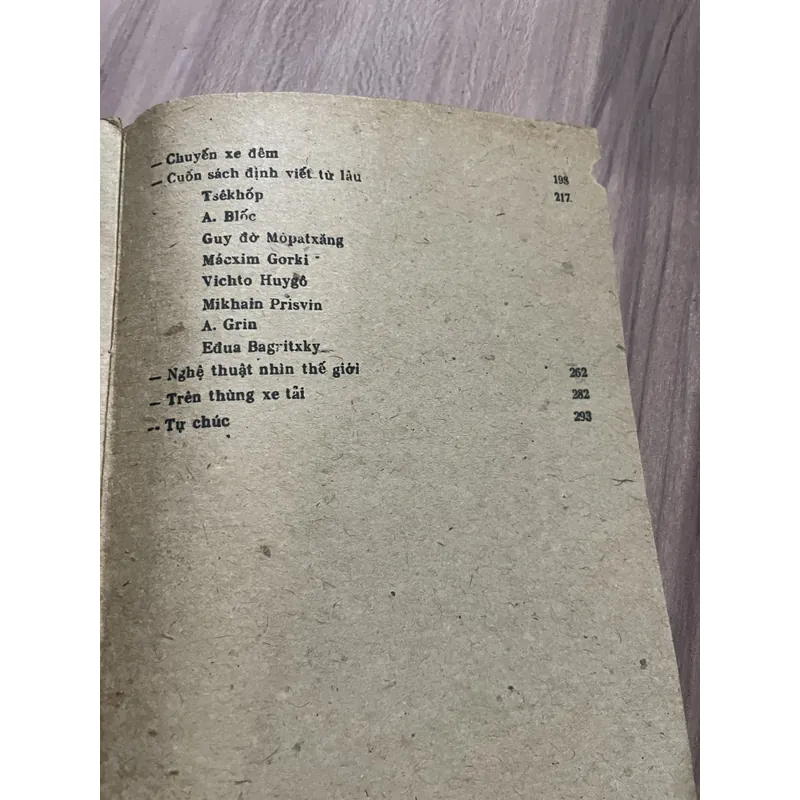 – Chuyến xe đêm 198
– Cuốn sách định viết từ lâu 217
Tsêkhốp
A. Blốc
Guy đờ Môpatxăng
Mácxim Gorki
Vichto Huygô
Mikhain Prisvin
A. Grin
Eđua Bagritxky
– Nghệ thuật nhìn thế giới 262
– Trên thùng xe tải 282
– Tự chúc 293